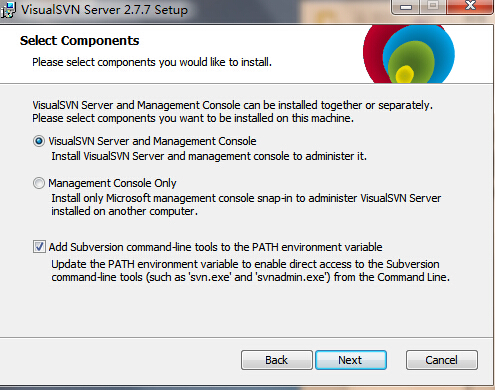 VisualSVN Server 2.7.7 Setup
Select Components
Please select components you would like to install.
VisualSVN Server and Management Console can be installed together or separately.
Please select components you want to be installed on this machine.
VisualSVN Server and Management Console
Install VisualSVN Server and management console to administer it.
Management Console Only
Install only Microsoft management console snap-in to administer VisualSVN Server
installed on another computer.
Add Subversion command-line tools to the PATH environment variable
Update the PATH environment variable to enable direct access to the Subversion
command-line tools (such as 'svn.exe' and 'svnadmin.exe') from the Command Line.
Back
Next
Cancel